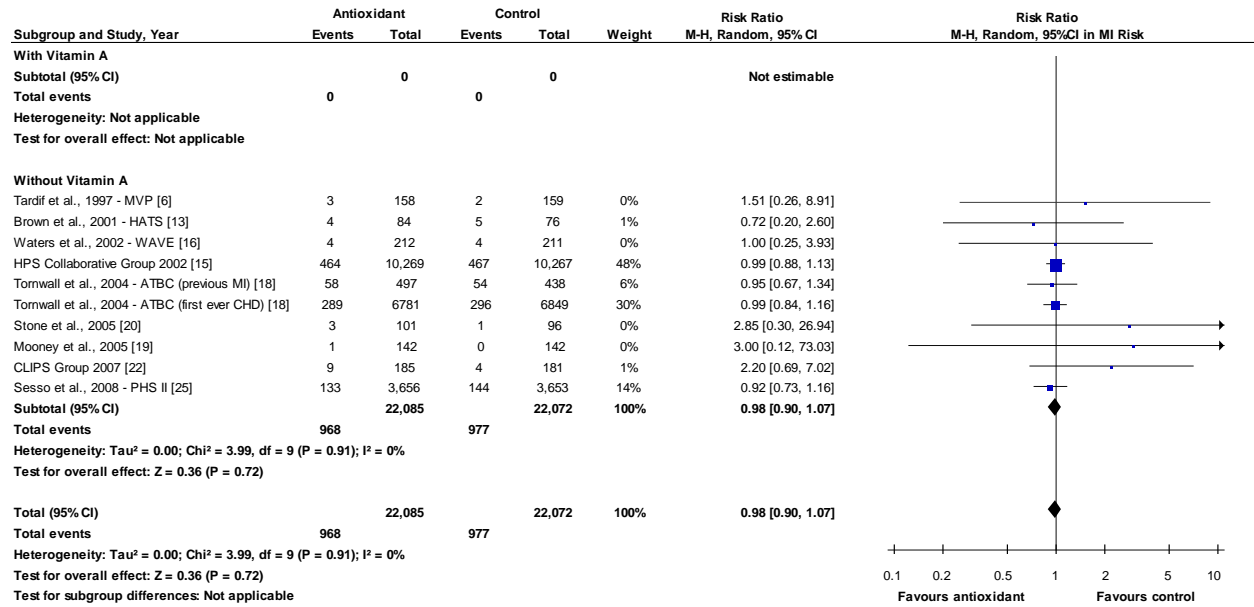 Antioxidant Control Risk Ratio Risk Ratio
Subgroup and Study, Year Events Total Events Total Weight M-H, Random, 95% CI M-H, Random, 95%CI in MI Risk
With Vitamin A
Subtotal (95% CI) 0 0 Not estimable
Total events 0 0
Heterogeneity: Not applicable
Test for overall effect: Not applicable
Without Vitamin A
Tardif et al., 1997 - MVP [6] 3 158 2 159 0% 1.51 [0.26, 8.91]
Brown et al., 2001 - HATS [13] 4 84 5 76 1% 0.72 [0.20, 2.60]
Waters et al., 2002 - WAVE [16] 4 212 4 211 0% 1.00 [0.25, 3.93]
HPS Collaborative Group 2002 [15] 464 10,269 467 10,267 48% 0.99 [0.88, 1.13]
Tornwall et al., 2004 - ATBC (previous MI) [18] 58 497 54 438 6% 0.95 [0.67, 1.34]
Tornwall et al., 2004 - ATBC (first ever CHD) [18] 289 6781 296 6849 30% 0.99 [0.84, 1.16]
Stone et al., 2005 [20] 3 101 1 96 0% 2.85 [0.30, 26.94]
Mooney et al., 2005 [19] 1 142 0 142 0% 3.00 [0.12, 73.03]
CLIPS Group 2007 [22] 9 185 4 181 1% 2.20 [0.69, 7.02]
Sesso et al., 2008 - PHS II [25] 133 3,656 144 3,653 14% 0.92 [0.73, 1.16]
Subtotal (95% CI) 22,085 22,072 100% 0.98 [0.90, 1.07]
Total events 968 977
Heterogeneity: Tau² = 0.00; Chi² = 3.99, df = 9 (P = 0.91); I² = 0%
Test for overall effect: Z = 0.36 (P = 0.72)
Total (95% CI) 22,085 22,072 100% 0.98 [0.90, 1.07]
Total events 968 977
Heterogeneity: Tau² = 0.00; Chi² = 3.99, df = 9 (P = 0.91); I² = 0%
Test for overall effect: Z = 0.36 (P = 0.72)
Test for subgroup differences: Not applicable
0.1 0.2 0.5 1 2 5 10
Favours antioxidant Favours control